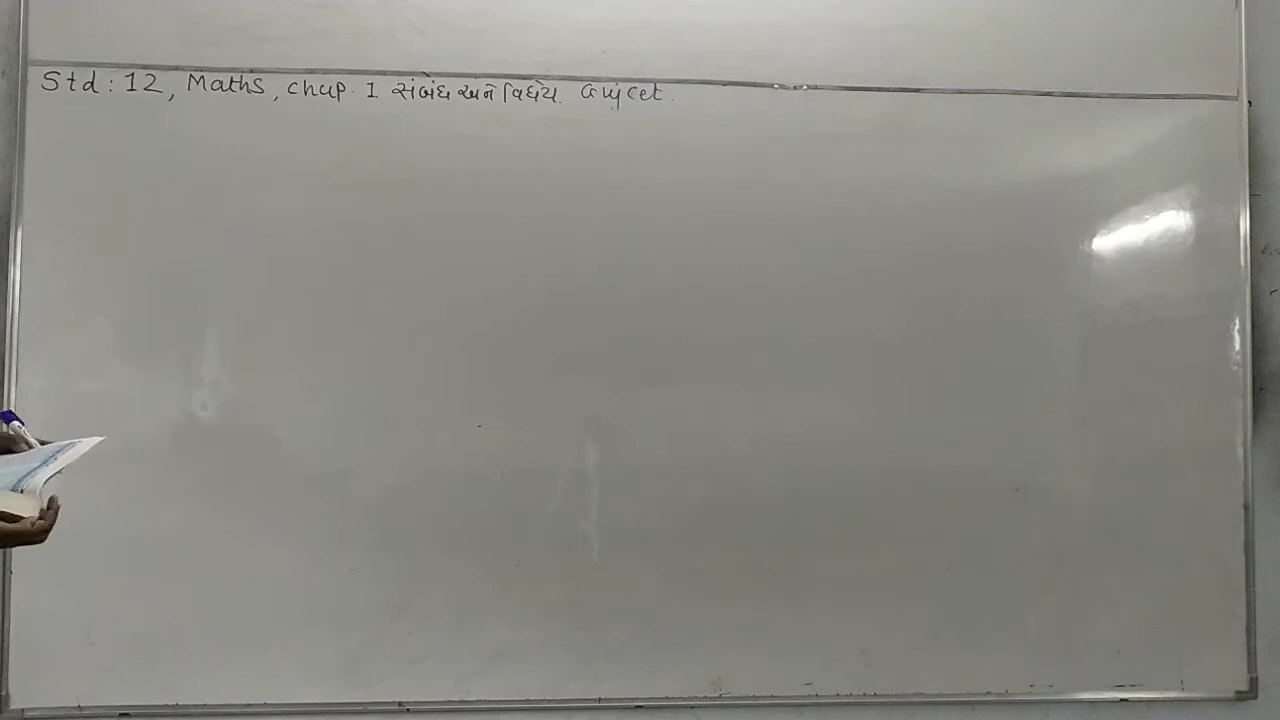 Std : 12, Maths, chap. 1 સંબંધ અને વિધેય. Gujcet.